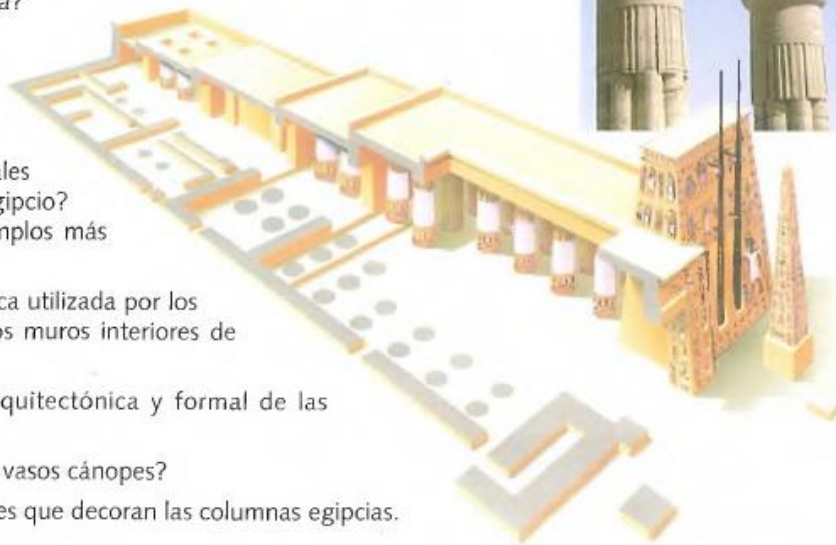 a?
ales
gipcio?
mplos más
ca utilizada por los
os muros interiores de
quitectónica y formal de las
vasos cánopes?
es que decoran las columnas egipcias.